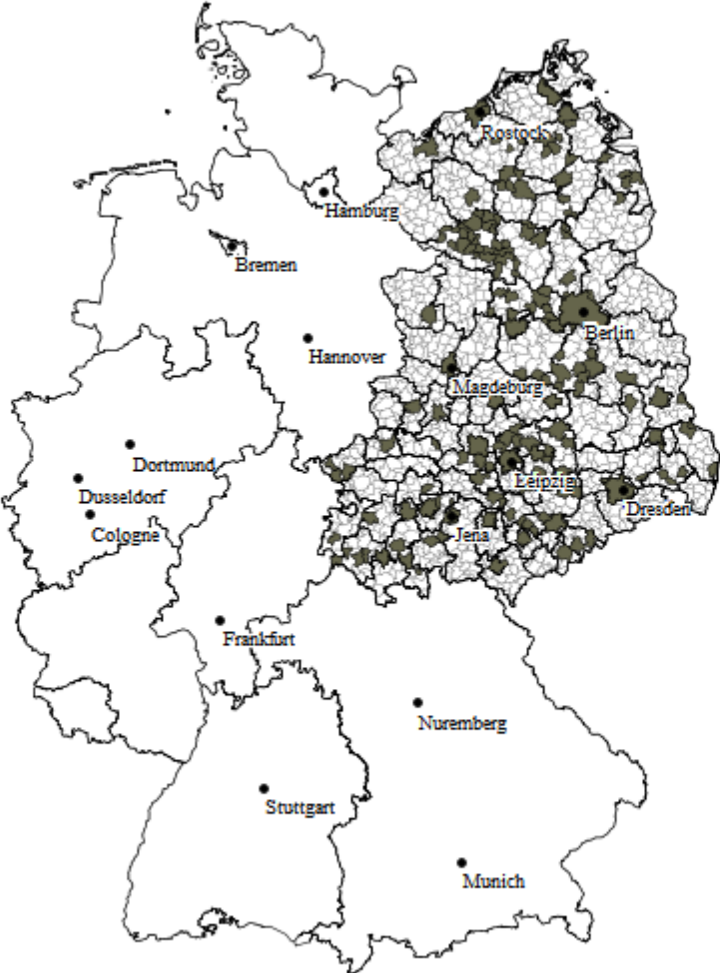 Rostock
Hamburg
Bremen
Berlin
Hannover
Magdeburg
Dortmund
Leipzig
Dusseldorf
Dresden
Cologne
Jena
Frankfurt
Nuremberg
Stuttgart
Munich